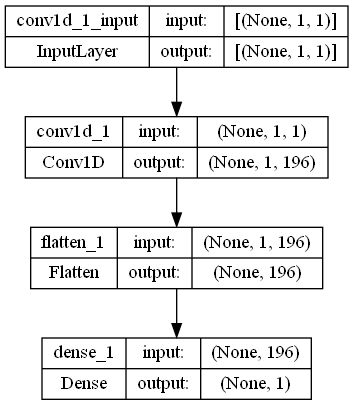 conv1d_1_input input: [(None, 1, 1)]
InputLayer output: [(None, 1, 1)]
conv1d_1 input: (None, 1, 1)
Conv1D output: (None, 1, 196)
flatten_1 input: (None, 1, 196)
Flatten output: (None, 196)
dense_1 input: (None, 196)
Dense output: (None, 1)